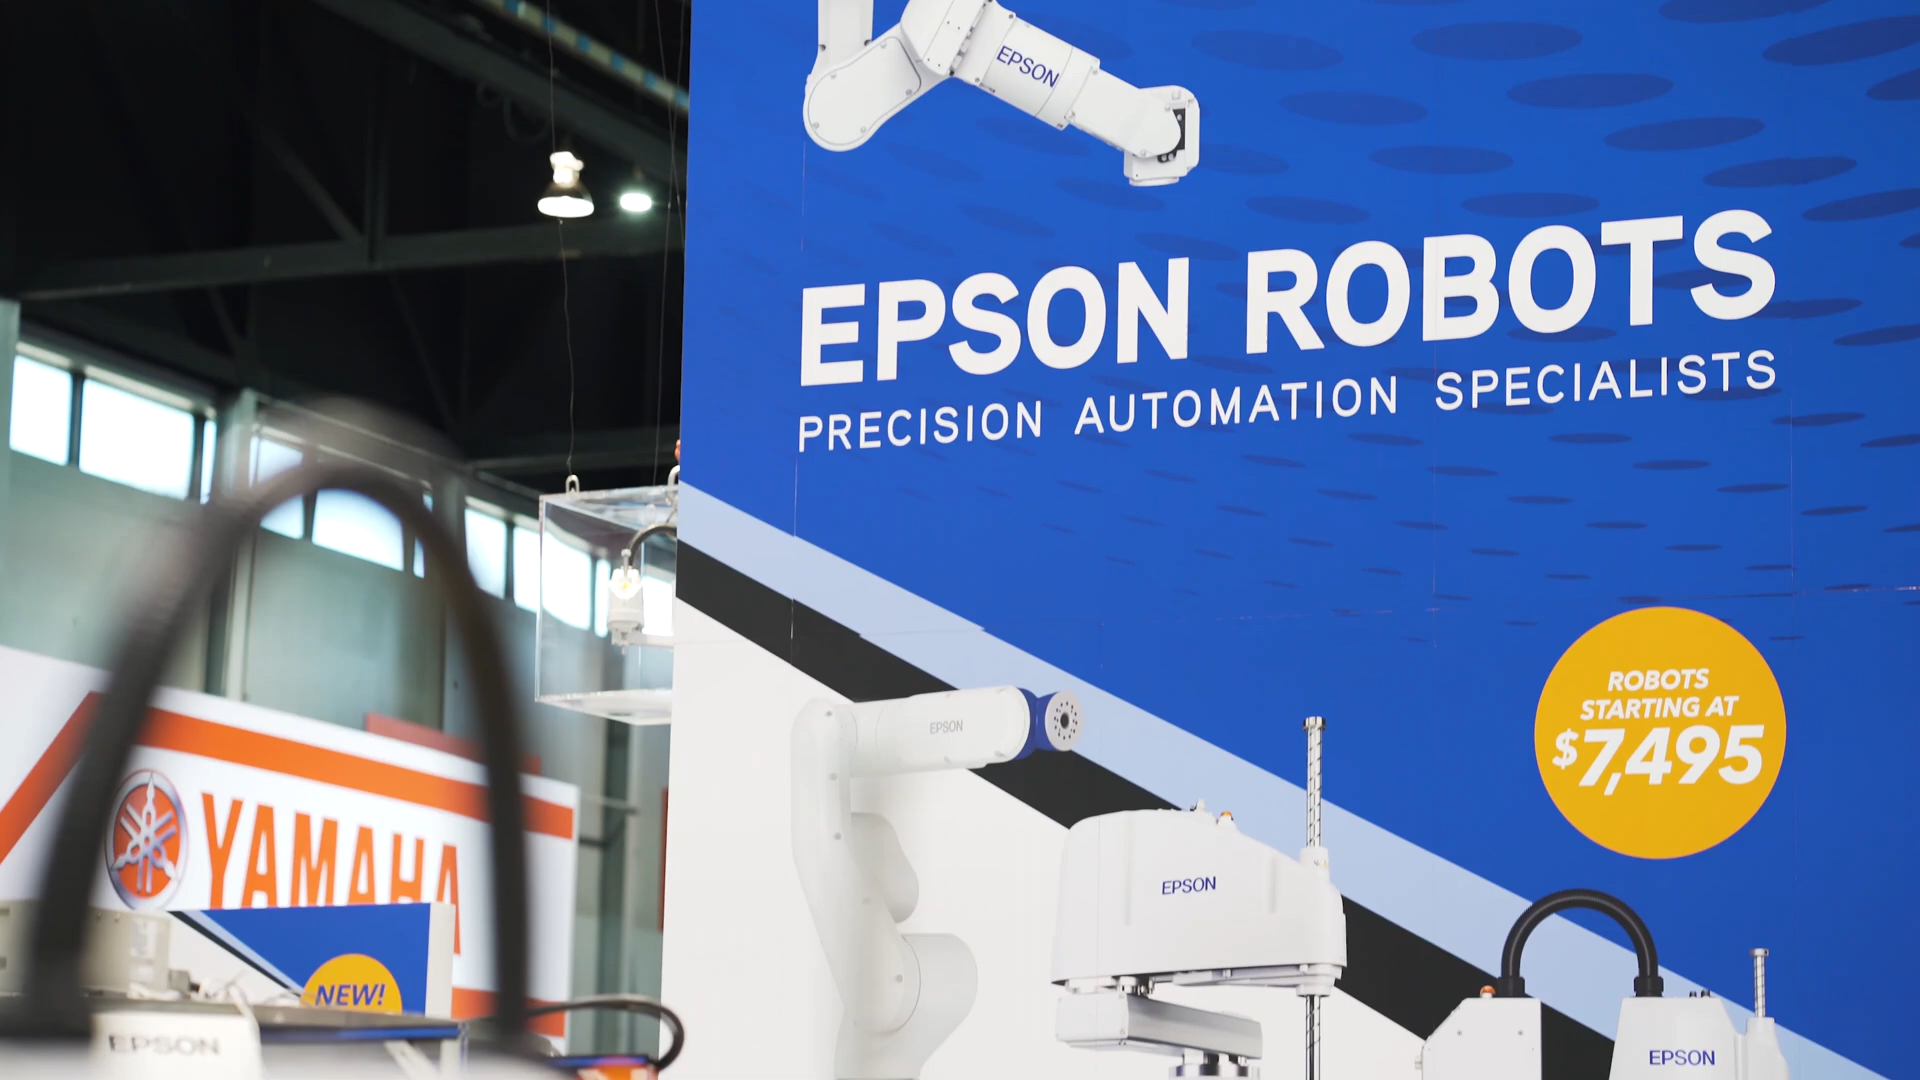 EPSON
EPSON ROBOTS
PRECISION AUTOMATION SPECIALISTS
ROBOTS
STARTING AT
$7,495
EPSON
EPSON
EPSON
YAMAHA
NEW!
EPSON